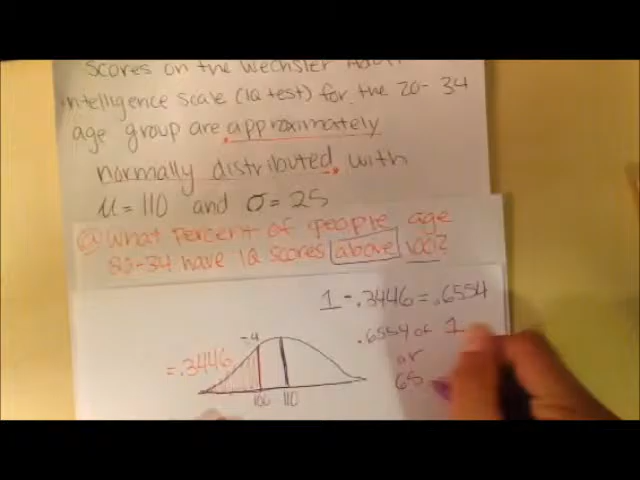 Scores on the Wechsler Adult
intelligence scale (IQ test) for the 20-34
age group are approximately
normally distributed, with
μ = 110 and σ = 25
ⓐ What percent of people age
20-34 have IQ scores above 100?
1 - .3446 = .6554
.6554 of 1
or
65
-.4
= .3446
100 110